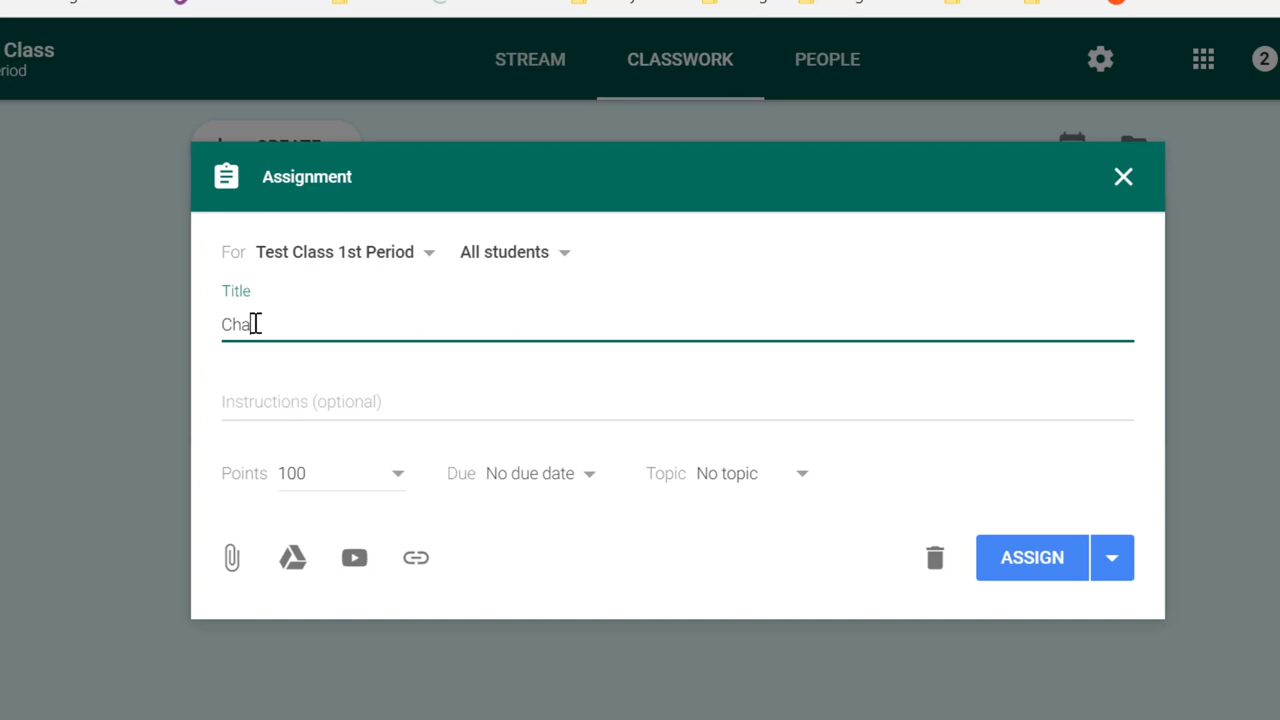 Class
STREAM CLASSWORK PEOPLE
2
riod
Assignment
For Test Class 1st Period All students
Title
Cha
Instructions (optional)
Points 100 Due No due date Topic No topic
ASSIGN